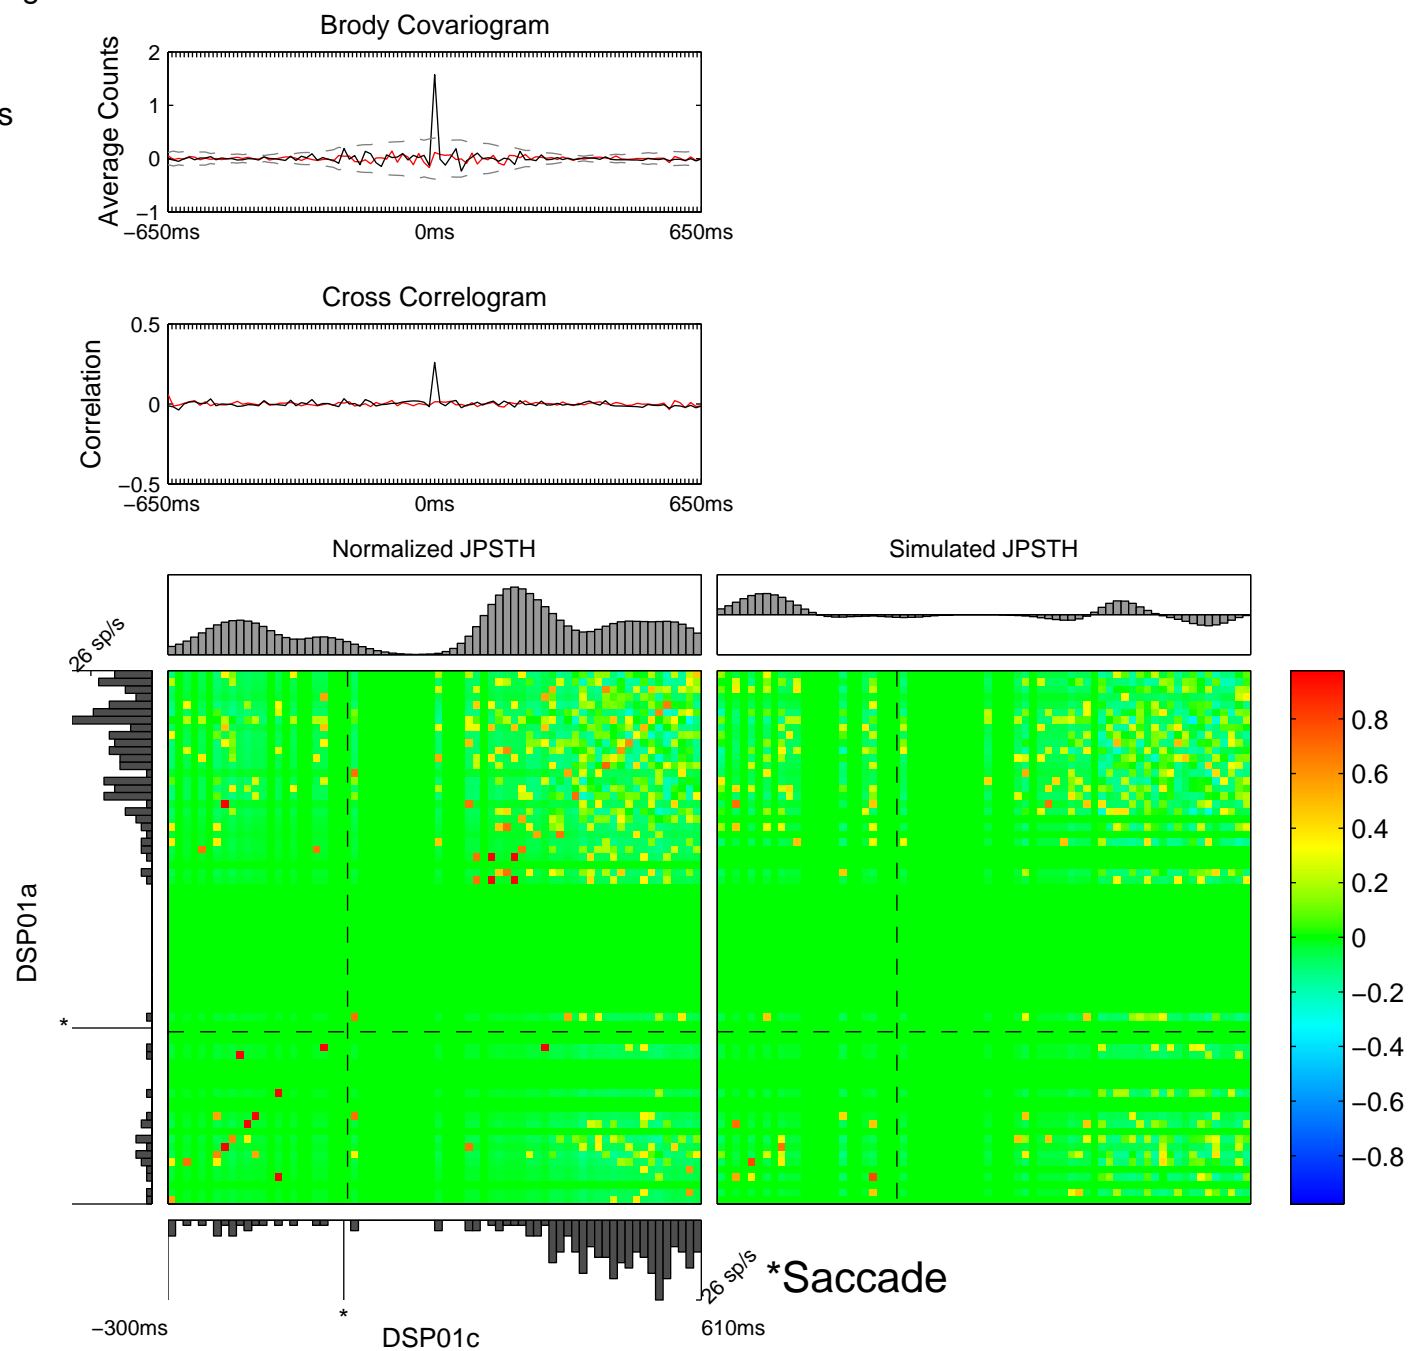 g
s
Brody Covariogram
Average Counts
2
1
0
−1
−650ms 0ms 650ms
Cross Correlogram
Correlation
0.5
0
−0.5
−650ms 0ms 650ms
Normalized JPSTH
Simulated JPSTH
26 sp/s
DSP01a
*
0.8
0.6
0.4
0.2
0
−0.2
−0.4
−0.6
−0.8
26 sp/s
*Saccade
*
−300ms
DSP01c
610ms